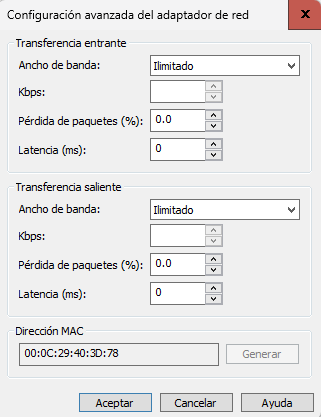 Configuración avanzada del adaptador de red
Transferencia entrante
Ancho de banda: Ilimitado
Kbps:
Pérdida de paquetes (%): 0.0
Latencia (ms): 0
Transferencia saliente
Ancho de banda: Ilimitado
Kbps:
Pérdida de paquetes (%): 0.0
Latencia (ms): 0
Dirección MAC
00:0C:29:40:3D:78 Generar
Aceptar Cancelar Ayuda